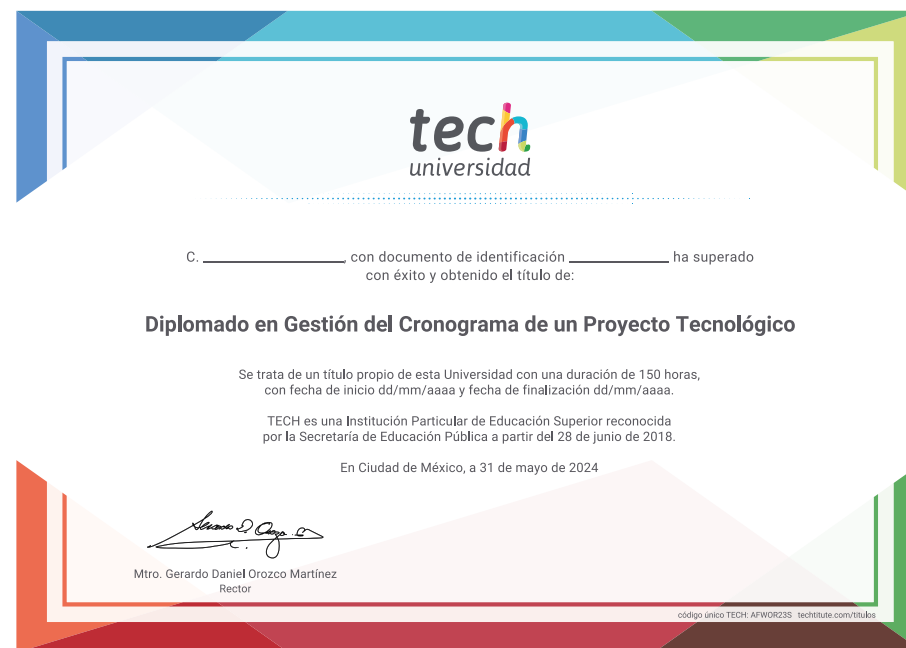 tech
universidad
C. ____________________, con documento de identificación ______________ ha superado
con éxito y obtenido el título de:
Diplomado en Gestión del Cronograma de un Proyecto Tecnológico
Se trata de un título propio de esta Universidad con una duración de 150 horas,
con fecha de inicio dd/mm/aaaa y fecha de finalización dd/mm/aaaa.
TECH es una Institución Particular de Educación Superior reconocida
por la Secretaría de Educación Pública a partir del 28 de junio de 2018.
En Ciudad de México, a 31 de mayo de 2024
Mtro. Gerardo Daniel Orozco Martínez
Rector
código único TECH: AFWOR23S techtitute.com/titulos